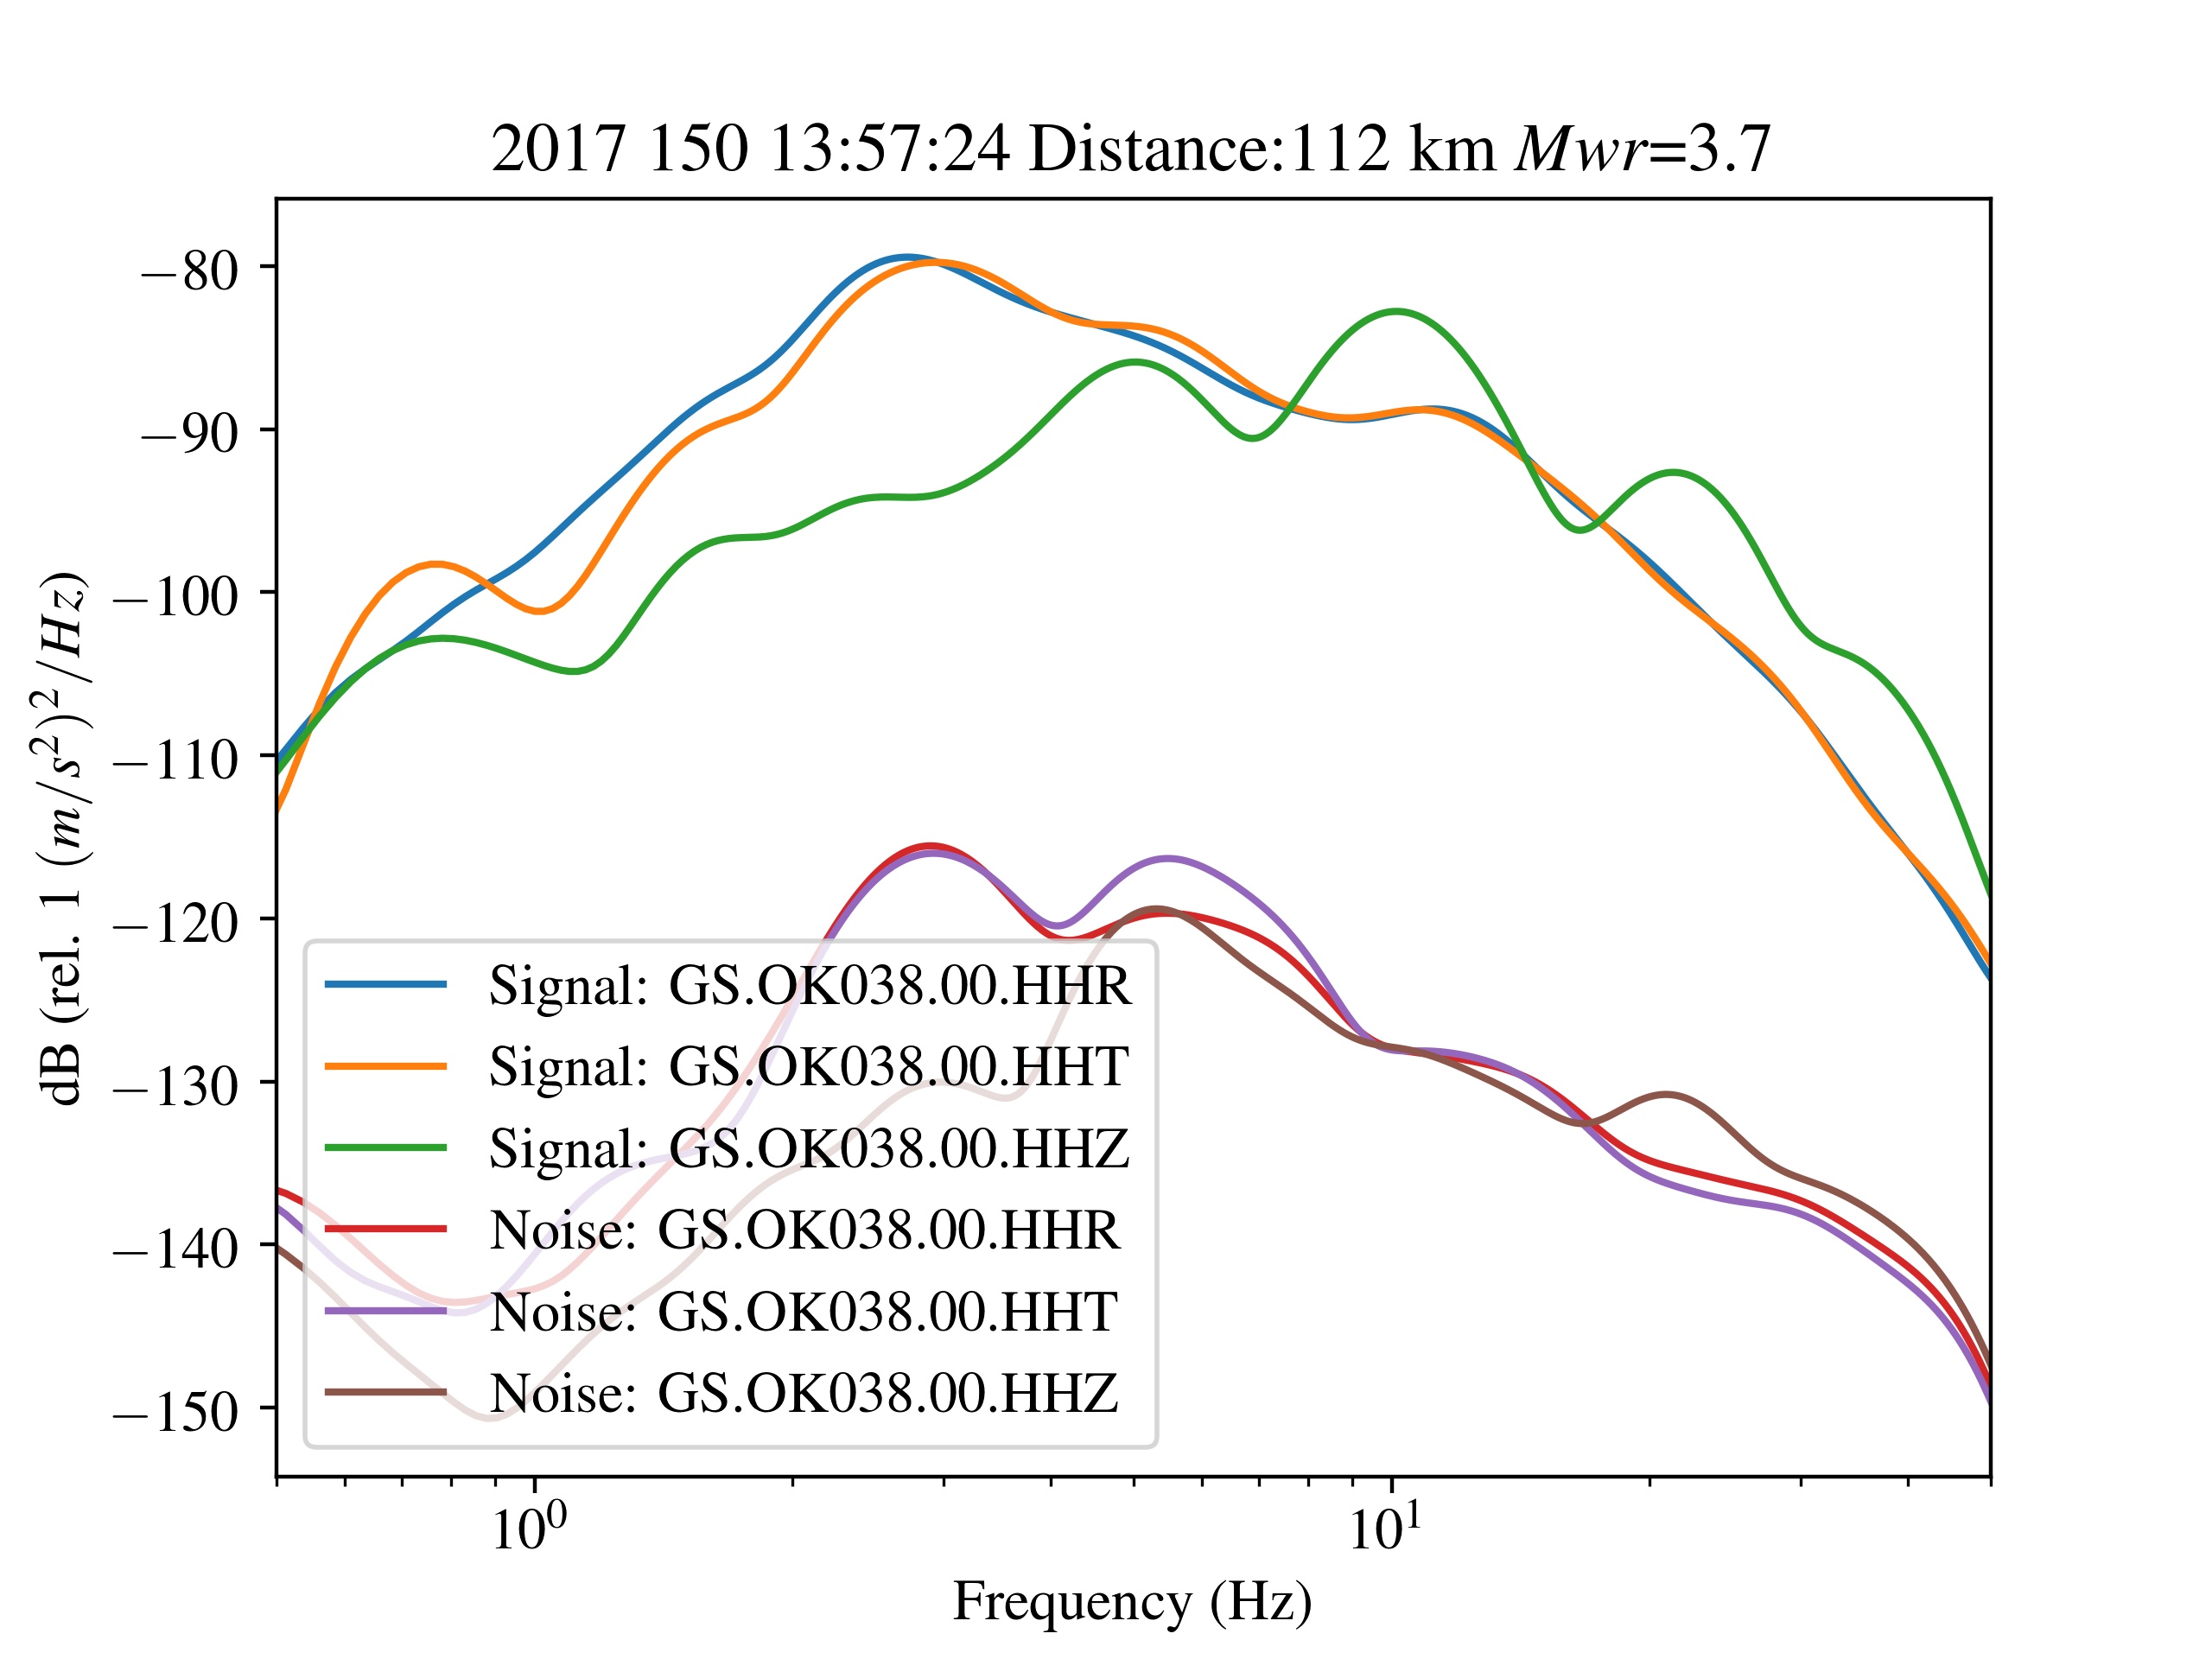 2017 150 13:57:24 Distance:112 km Mwr=3.7
dB (rel. 1 (m/s²)²/Hz)
−80
−90
−100
−110
−120
−130
−140
−150
Signal: GS.OK038.00.HHR
Signal: GS.OK038.00.HHT
Signal: GS.OK038.00.HHZ
Noise: GS.OK038.00.HHR
Noise: GS.OK038.00.HHT
Noise: GS.OK038.00.HHZ
10⁰ 10¹
Frequency (Hz)